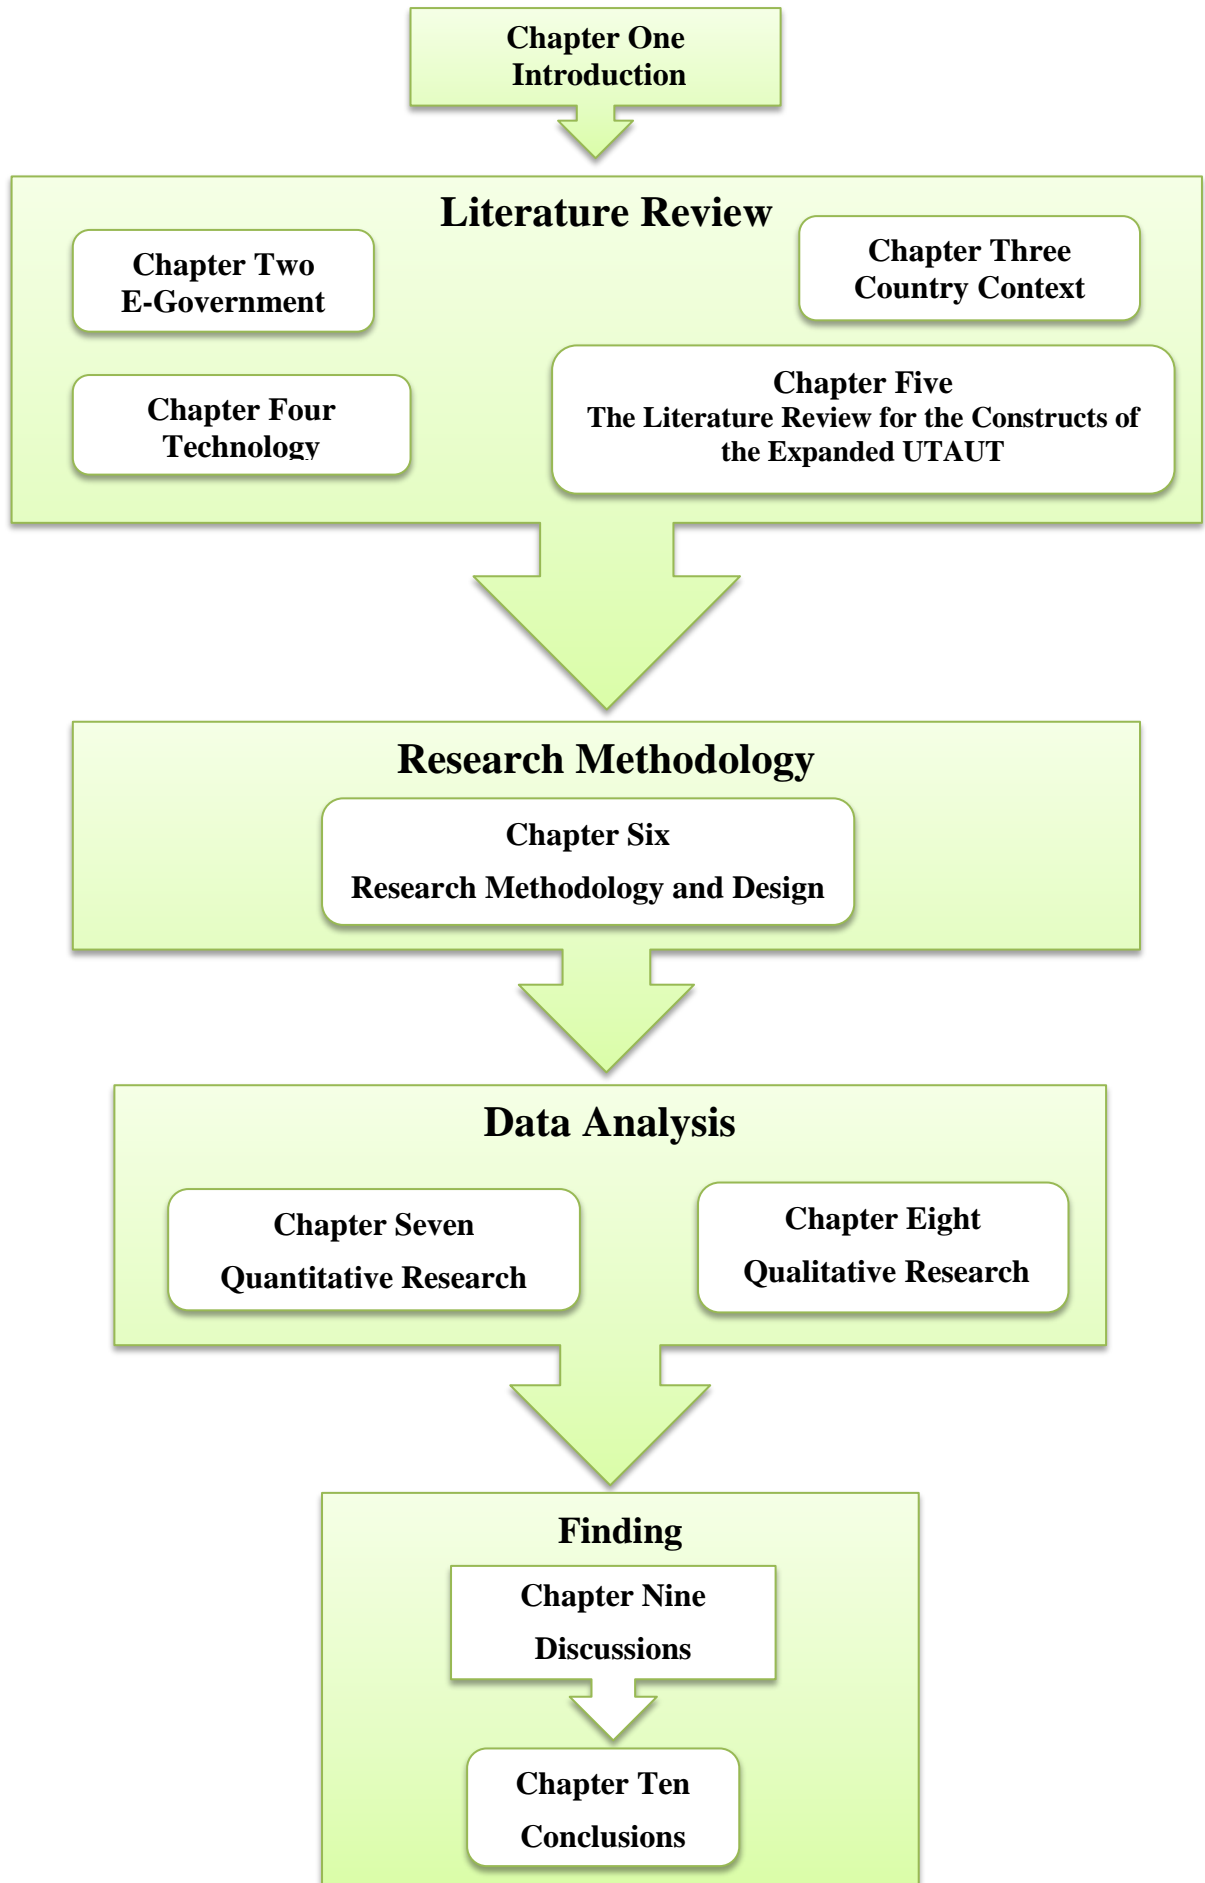 Chapter One
Introduction
Literature Review
Chapter Two
E-Government
Chapter Three
Country Context
Chapter Four
Technology
Chapter Five
The Literature Review for the Constructs of
the Expanded UTAUT
Research Methodology
Chapter Six
Research Methodology and Design
Data Analysis
Chapter Seven
Quantitative Research
Chapter Eight
Qualitative Research
Finding
Chapter Nine
Discussions
Chapter Ten
Conclusions